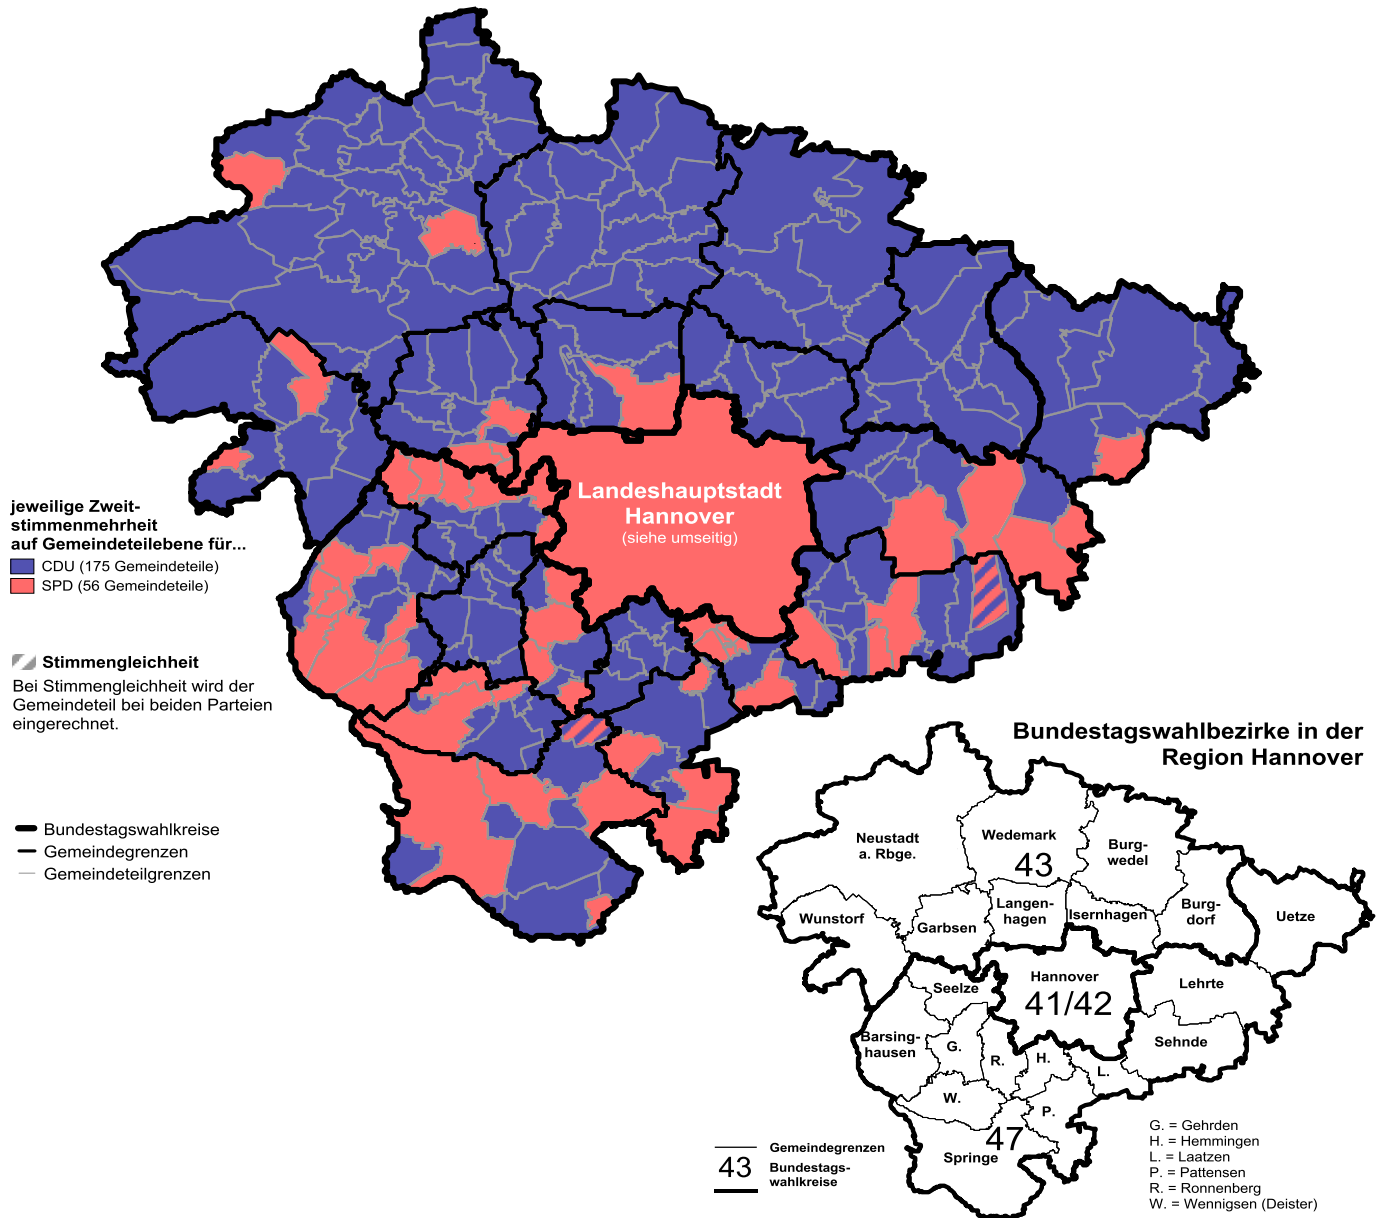 Landeshauptstadt
Hannover
(siehe umseitig)
jeweilige Zweit-
stimmenmehrheit
auf Gemeindeteilebene für...
CDU (175 Gemeindeteile)
SPD (56 Gemeindeteile)
Stimmengleichheit
Bei Stimmengleichheit wird der
Gemeindeteil bei beiden Parteien
eingerechnet.
Bundestagswahlkreise
Gemeindegrenzen
Gemeindeteilgrenzen
Bundestagswahlbezirke in der
Region Hannover
Neustadt
a. Rbge.
Wedemark
43
Burg-
wedel
Wunstorf
Garbsen
Langen-
hagen
Isernhagen
Burg-
dorf
Uetze
Seelze
Hannover
41/42
Lehrte
Barsing-
hausen
G.
R.
H.
L.
Sehnde
W.
P.
47
Springe
Gemeindegrenzen
43
Bundestags-
wahlkreise
G. = Gehrden
H. = Hemmingen
L. = Laatzen
P. = Pattensen
R. = Ronnenberg
W. = Wennigsen (Deister)